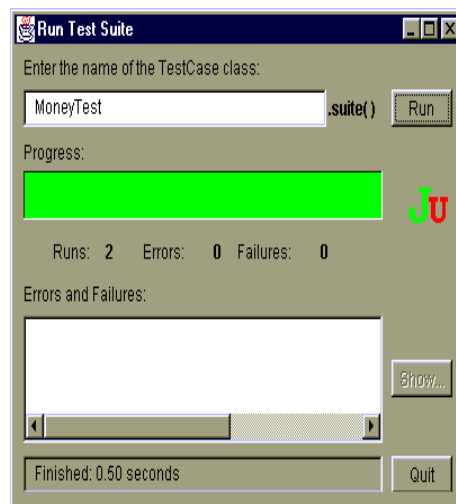 Run Test Suite
Enter the name of the TestCase class:
MoneyTest .suite() Run
Progress:
JU
Runs: 2 Errors: 0 Failures: 0
Errors and Failures:
Show...
Finished: 0.50 seconds Quit